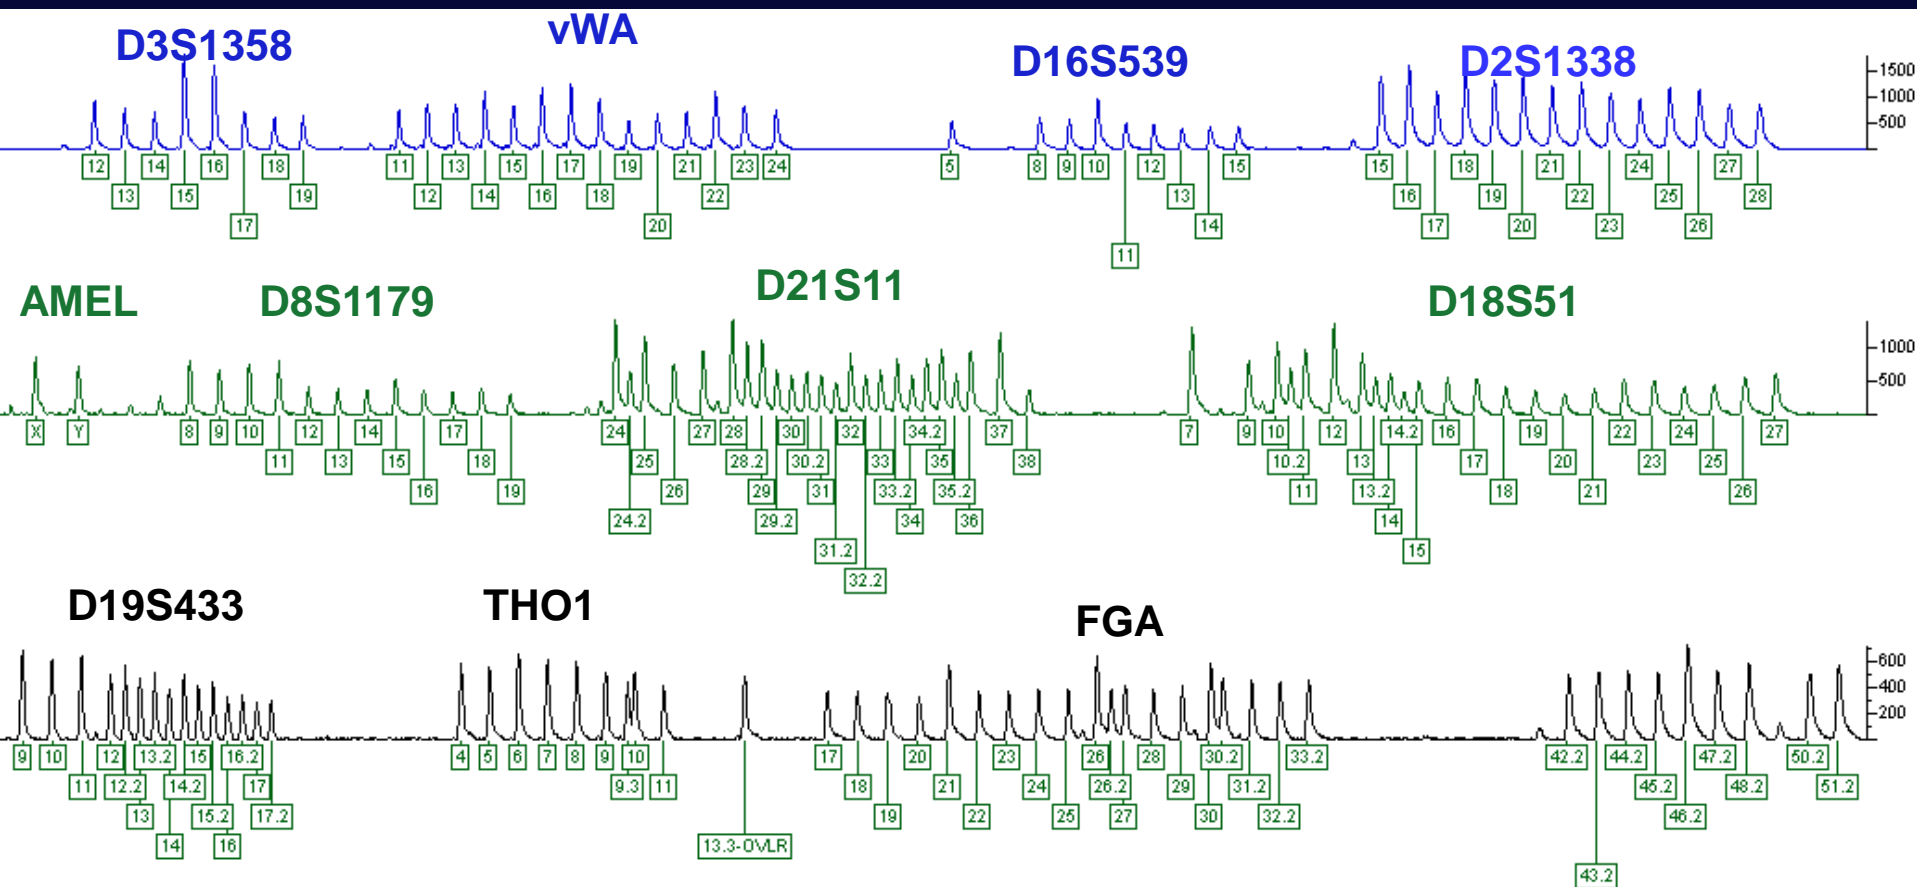 D3S1358 vWA D16S539 D2S1338
1500
1000
500
12 14 16 18 11 13 15 17 19 21 23 24 5 8 9 10 12 15 15 18 21 24 27
13 15 19 12 14 16 18 22 13 16 19 22 25 28
17 20 14 17 20 23 26
11
AMEL D8S1179 D21S11 D18S51
1000
500
X Y 8 9 10 12 14 17 24 27 28 30 32 34.2 37 7 9 10 12 14.2 16 19 22 24 27
11 13 15 18 25 28.2 30.2 33 35 38 10.2 13 17 20 23 25
16 19 26 29 31 33.2 35.2 11 13.2 18 21 26
24.2 29.2 34 36 14
31.2 15
32.2
D19S433 THO1 FGA
600
400
200
9 10 12 13.2 15 16.2 4 5 6 7 8 9 10 17 20 23 26 28 30.2 33.2 42.2 44.2 47.2 50.2
11 12.2 14.2 17 9.3 11 18 21 24 26.2 29 31.2 45.2 48.2 51.2
13 15.2 17.2 19 22 25 27 30 32.2 46.2
14 16 13.3-OVLR
43.2